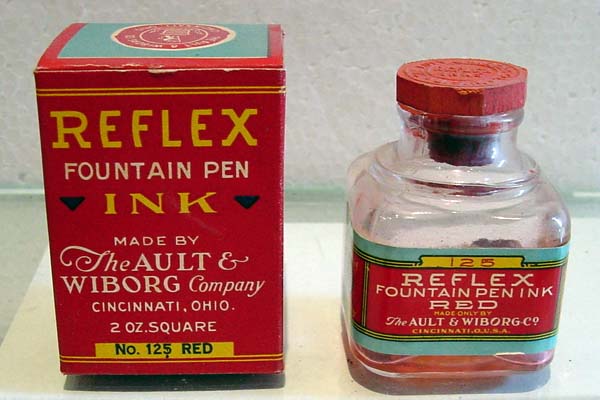 REFLEX
FOUNTAIN PEN
INK
MADE BY
The AULT &
WIBORG Company
CINCINNATI, OHIO.
2 OZ. SQUARE
No. 125 RED
125
REFLEX
FOUNTAIN PEN INK
RED
MADE ONLY BY
The AULT & WIBORG Co
CINCINNATI, O. U.S.A.